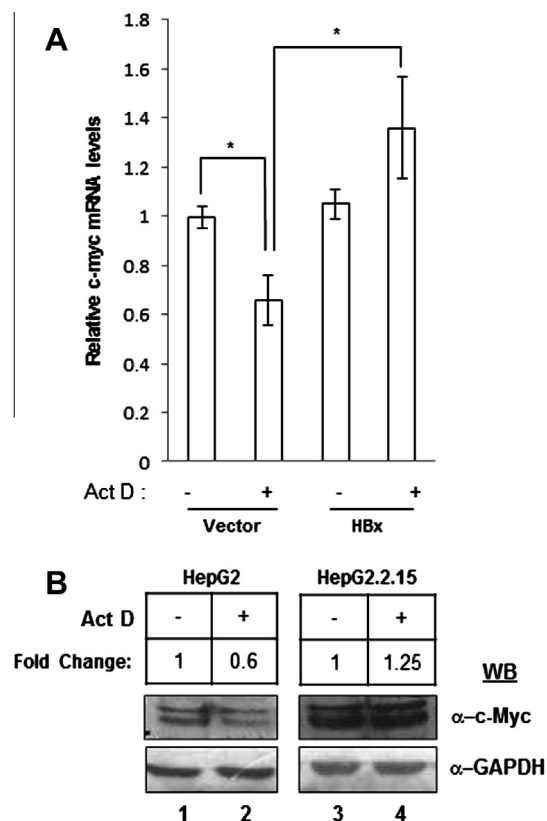 A
Relative c-myc mRNA levels
1.8
1.6
1.4
1.2
1
0.8
0.6
0.4
0.2
0
* *
Act D : - + - +
Vector HBx
B
HepG2 HepG2.2.15
Act D - + - +
Fold Change: 1 0.6 1 1.25
WB
α–c-Myc
α–GAPDH
1 2 3 4